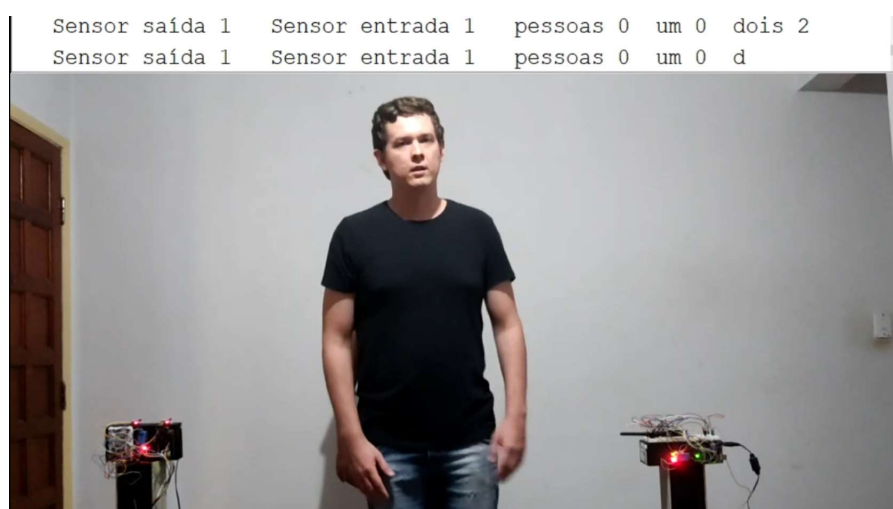 Sensor saída 1 Sensor entrada 1 pessoas 0 um 0 dois 2
Sensor saída 1 Sensor entrada 1 pessoas 0 um 0 d